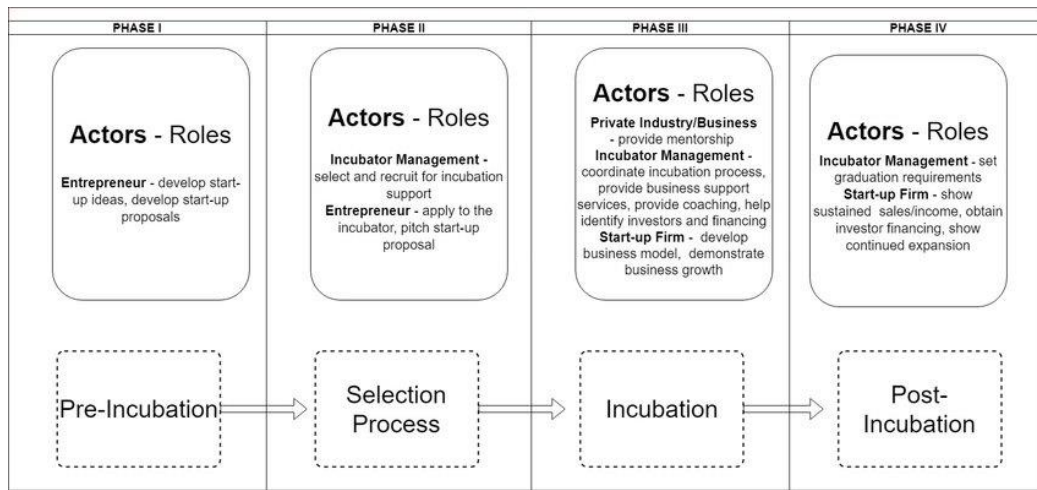 PHASE I
PHASE II
PHASE III
PHASE IV
Actors - Roles
Entrepreneur - develop start-
up ideas, develop start-up
proposals
Actors - Roles
Incubator Management -
select and recruit for incubation
support
Entrepreneur - apply to the
incubator, pitch start-up
proposal
Actors - Roles
Private Industry/Business
- provide mentorship
Incubator Management -
coordinate incubation process,
provide business support
services, provide coaching, help
identify investors and financing
Start-up Firm - develop
business model, demonstrate
business growth
Actors - Roles
Incubator Management - set
graduation requirements
Start-up Firm - show
sustained sales/income, obtain
investor financing, show
continued expansion
Pre-Incubation
Selection
Process
Incubation
Post-
Incubation